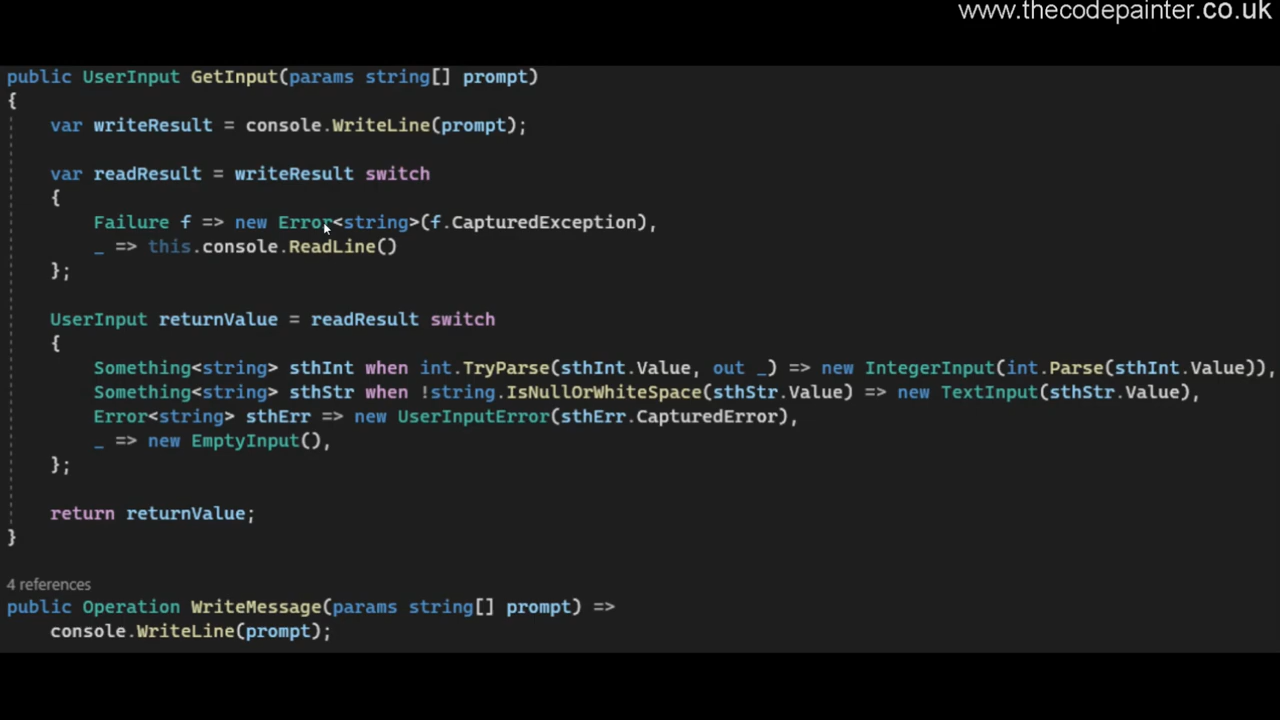 www.thecodepainter.co.uk
public UserInput GetInput(params string[] prompt)
{
    var writeResult = console.WriteLine(prompt);
    var readResult = writeResult switch
    {
        Failure f => new Error<string>(f.CapturedException),
        _ => this.console.ReadLine()
    };
    UserInput returnValue = readResult switch
    {
        Something<string> sthInt when int.TryParse(sthInt.Value, out _) => new IntegerInput(int.Parse(sthInt.Value)),
        Something<string> sthStr when !string.IsNullOrWhiteSpace(sthStr.Value) => new TextInput(sthStr.Value),
        Error<string> sthErr => new UserInputError(sthErr.CapturedError),
        _ => new EmptyInput(),
    };
    return returnValue;
}
4 references
public Operation WriteMessage(params string[] prompt) =>
    console.WriteLine(prompt);